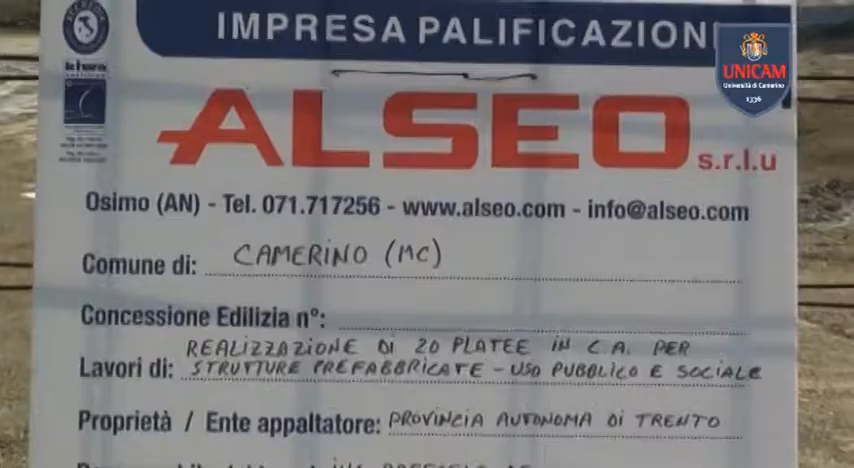 IMPRESA PALIFICAZIONI
UNICAM
Università di Camerino
1336
kiwa
ALSEO s.r.l.u
Osimo (AN) - Tel. 071.717256 - www.alseo.com - info@alseo.com
Comune di: CAMERINO (MC)
Concessione Edilizia n°:
Lavori di: REALIZZAZIONE DI 20 PLATEE IN C.A. PER
STRUTTURE PREFABBRICATE - USO PUBBLICO E SOCIALE
Proprietà / Ente appaltatore: PROVINCIA AUTONOMA DI TRENTO